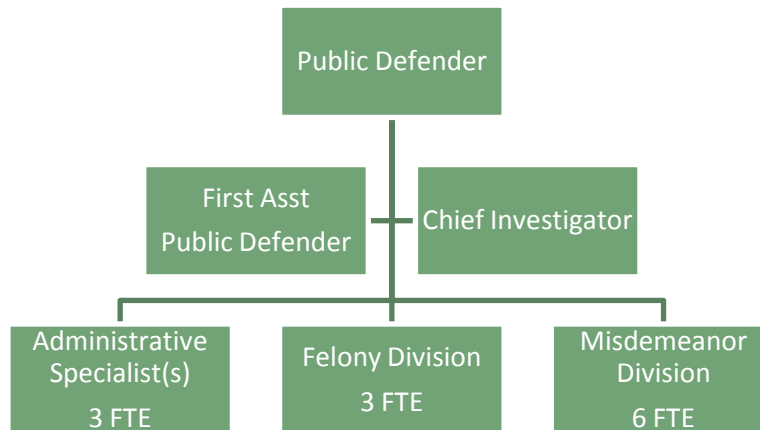 Public Defender
First Asst
Public Defender
Chief Investigator
Administrative
Specialist(s)
3 FTE
Felony Division
3 FTE
Misdemeanor
Division
6 FTE